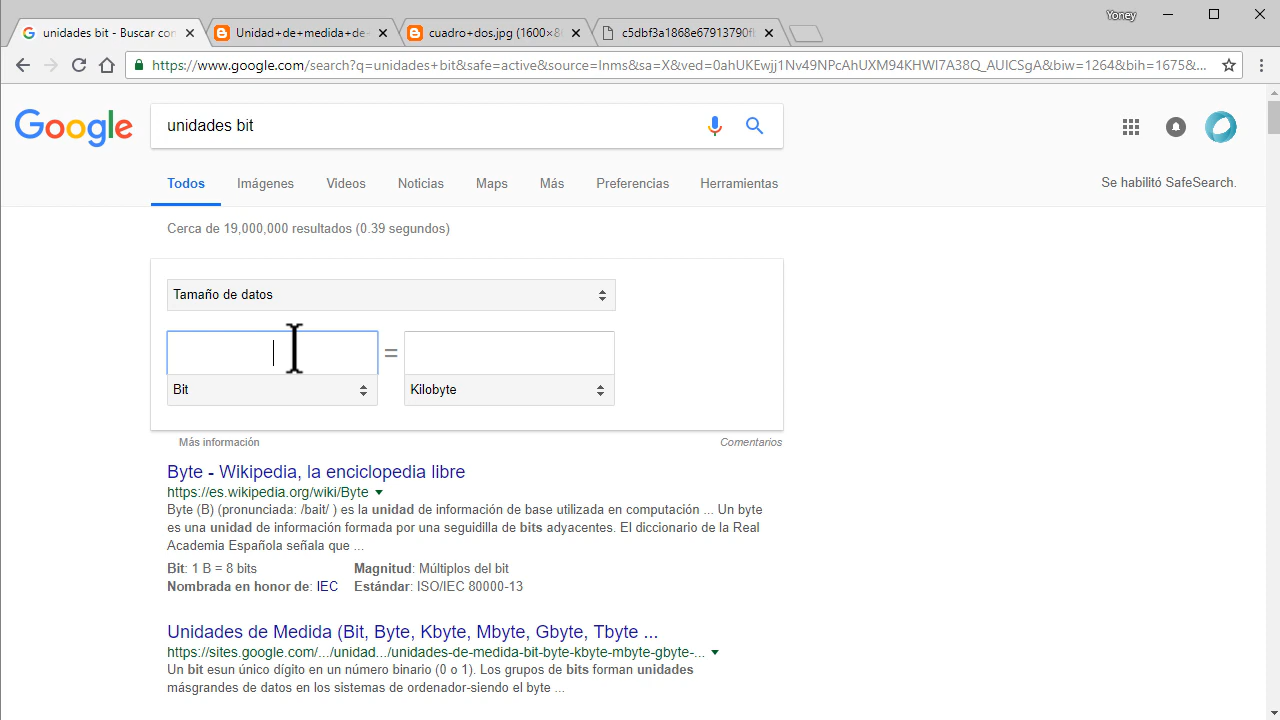 Yoney
unidades bit - Buscar con
Unidad+de+medida+de-
cuadro+dos.jpg (1600×8
c5dbf3a1868e67913790f
https://www.google.com/search?q=unidades+bit&safe=active&source=lnms&sa=X&ved=0ahUKEwjj1Nv49NPcAhUXM94KHWI7A38Q_AUICSgA&biw=1264&bih=1675&...
Google
unidades bit
Todos Imágenes Videos Noticias Maps Más Preferencias Herramientas
Se habilitó SafeSearch.
Cerca de 19,000,000 resultados (0.39 segundos)
Tamaño de datos
=
Bit Kilobyte
Más información Comentarios
Byte - Wikipedia, la enciclopedia libre
https://es.wikipedia.org/wiki/Byte
Byte (B) (pronunciada: /bait/ ) es la unidad de información de base utilizada en computación ... Un byte
es una unidad de información formada por una seguidilla de bits adyacentes. El diccionario de la Real
Academia Española señala que ...
Bit: 1 B = 8 bits Magnitud: Múltiplos del bit
Nombrada en honor de: IEC Estándar: ISO/IEC 80000-13
Unidades de Medida (Bit, Byte, Kbyte, Mbyte, Gbyte, Tbyte ...
https://sites.google.com/.../unidad.../unidades-de-medida-bit-byte-kbyte-mbyte-gbyte-...
Un bit esun único dígito en un número binario (0 o 1). Los grupos de bits forman unidades
másgrandes de datos en los sistemas de ordenador-siendo el byte ...